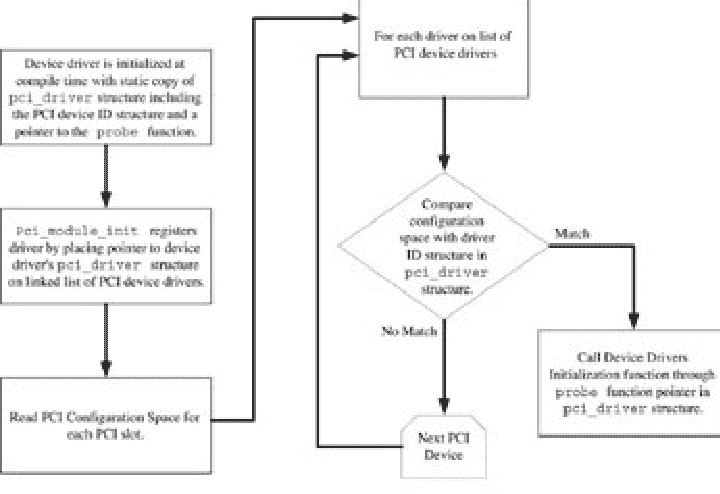 Device driver is initialized at
compile time with static copy of
pci_driver structure including
the PCI device ID structure and a
pointer to the probe function.
Pci_module_init registers
driver by placing pointer to device
driver's pci_driver structure
on linked list of PCI device drivers.
Read PCI Configuration Space for
each PCI slot.
For each driver on list of
PCI device drivers
Compare
configuration
space with driver
ID structure in
pci_driver
structure.
Match
No Match
Next PCI
Device
Call Device Drivers
Initialization function through
probe function pointer in
pci_driver structure.